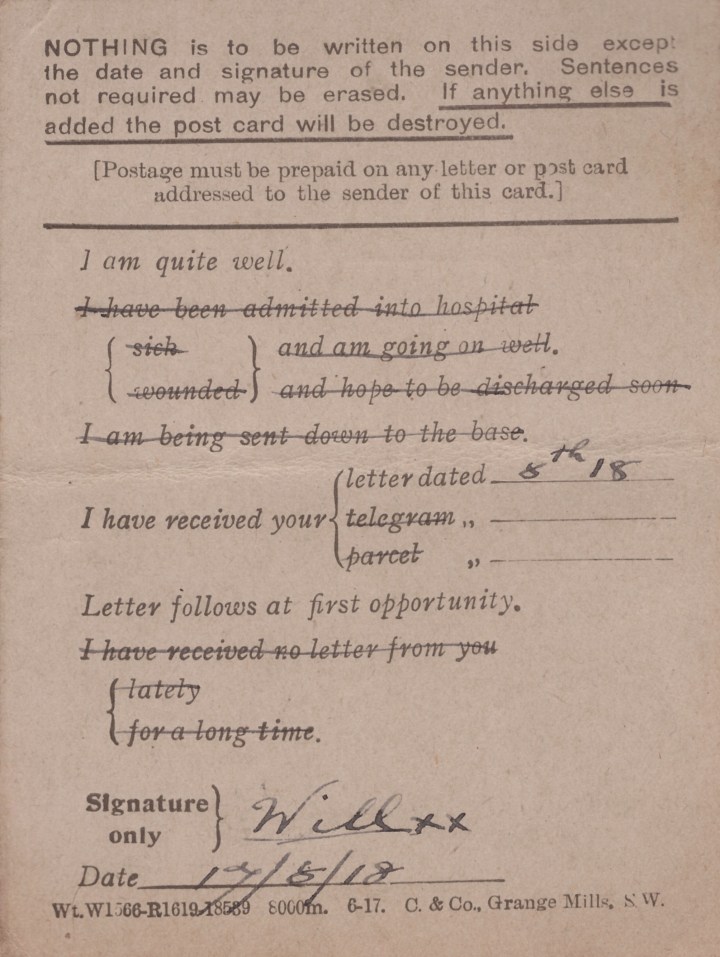 NOTHING is to be written on this side except
the date and signature of the sender. Sentences
not required may be erased. If anything else is
added the post card will be destroyed.
[Postage must be prepaid on any letter or post card
addressed to the sender of this card.]
I am quite well.
I have been admitted into hospital
{ sick } and am going on well.
{ wounded } and hope to be discharged soon
I am being sent down to the base.
{ letter dated 8th 18
I have received your { telegram „
{ parcel „
Letter follows at first opportunity.
I have received no letter from you
{ lately
{ for a long time.
Signature } Will xx
only
Date 17/8/18
Wt. W1566-R1619-18539 8000m. 6-17. C. & Co., Grange Mills, S.W.